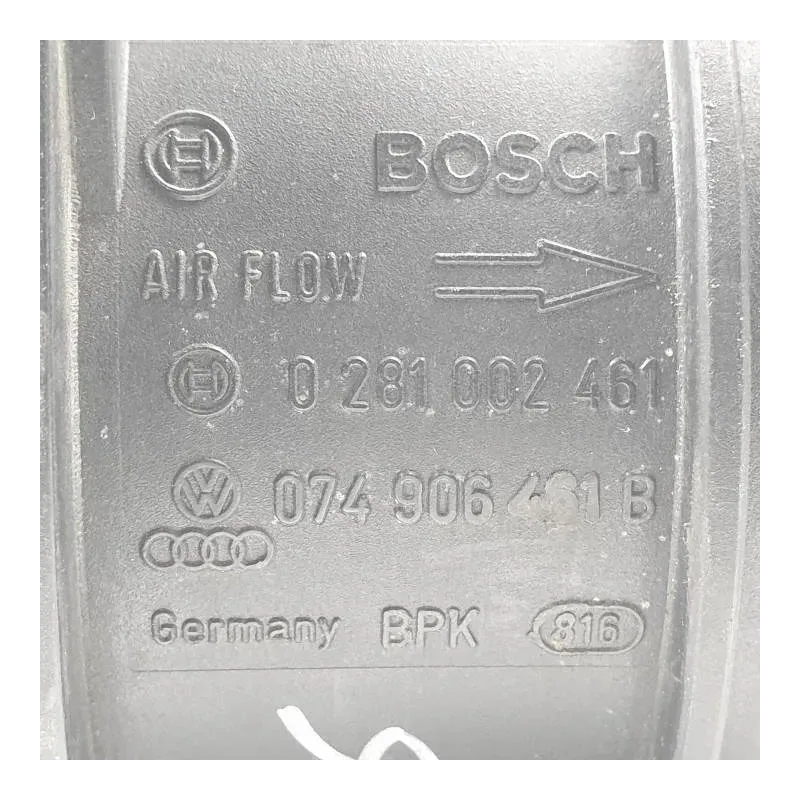 BOSCH
AIR FLOW
0 281 002 461
074 906 461 B
Germany BPK 816